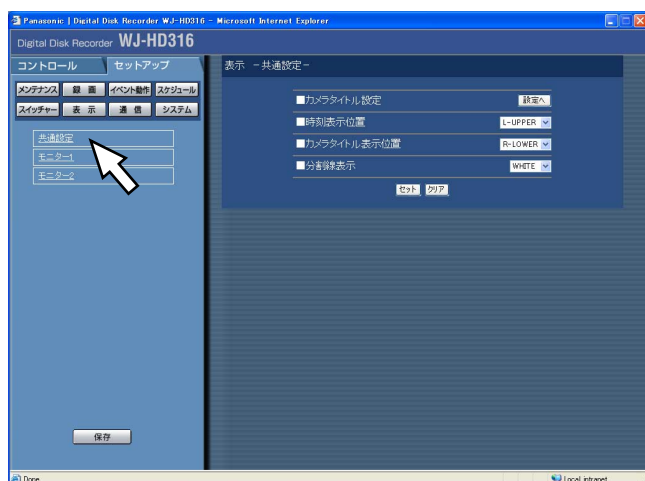 Panasonic | Digital Disk Recorder WJ-HD316 - Microsoft Internet Explorer
Digital Disk Recorder WJ-HD316
コントロール セットアップ
メンテナンス 録 画 イベント動作 スケジュール
スイッチャー 表 示 通 信 システム
共通設定
モニター1
モニター2
保存
表示 －共通設定－
■カメラタイトル設定 設定へ
■時刻表示位置 L-UPPER
■カメラタイトル表示位置 R-LOWER
■分割線表示 WHITE
セット クリア
Done Local intranet